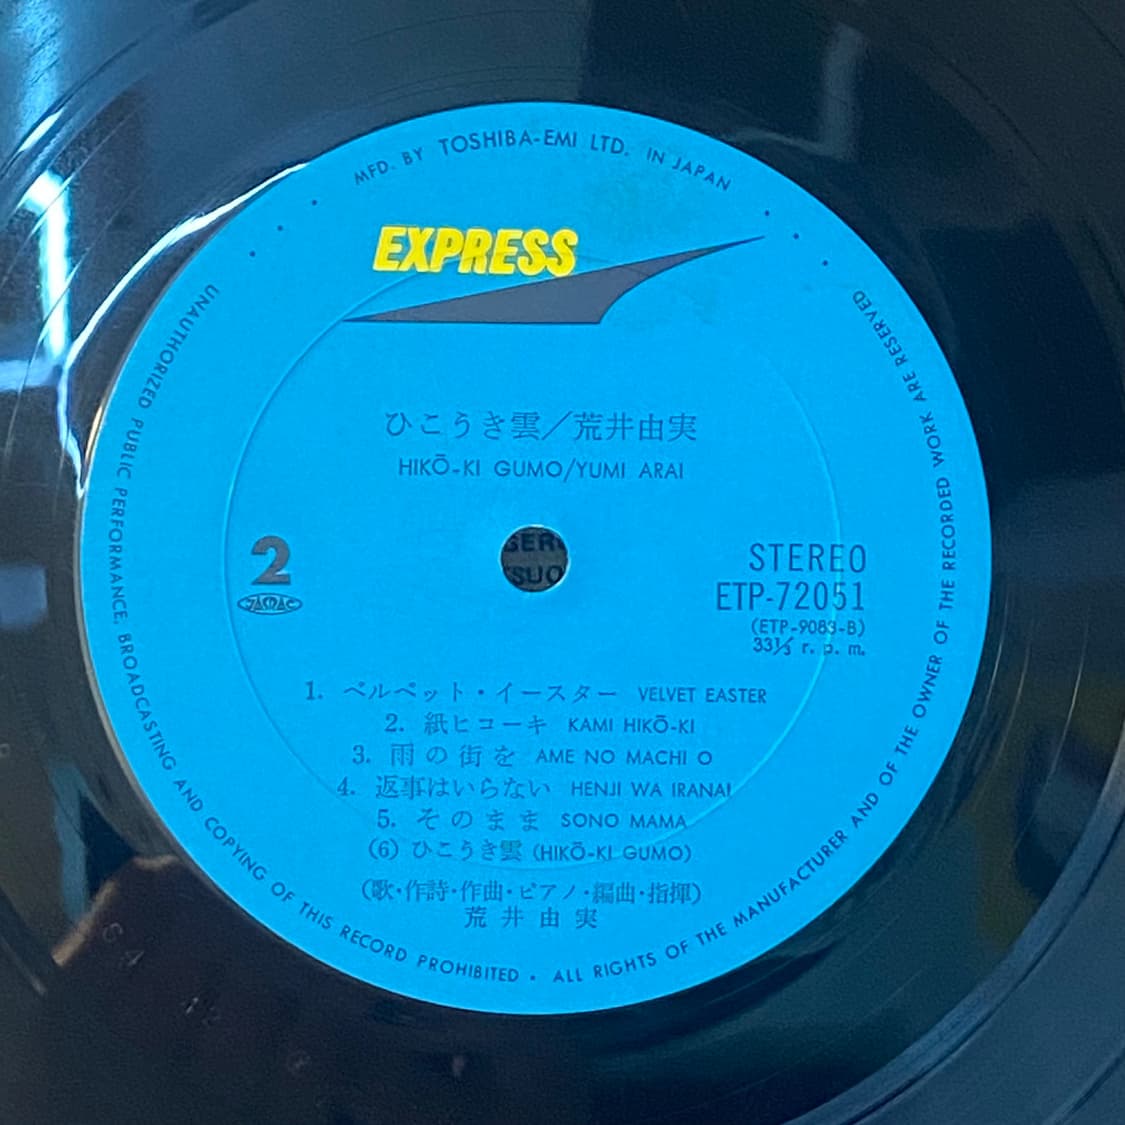 MFD. BY TOSHIBA-EMI LTD. IN JAPAN
EXPRESS
ひこうき雲/荒井由実
HIKŌ-KI GUMO/YUMI ARAI
2
JASRAC
STEREO
ETP-72051
(ETP-9083-B)
33⅓ r. p. m.
1. ベルベット・イースター VELVET EASTER
2. 紙ヒコーキ KAMI HIKŌ-KI
3. 雨の街を AME NO MACHI O
4. 返事はいらない HENJI WA IRANAI
5. そのまま SONO MAMA
(6) ひこうき雲 (HIKŌ-KI GUMO)
(歌・作詩・作曲・ピアノ・編曲・指揮)
荒井由実
UNAUTHORIZED PUBLIC PERFORMANCE, BROADCASTING AND COPYING OF THIS RECORD PROHIBITED · ALL RIGHTS OF THE MANUFACTURER AND OF THE OWNER OF THE RECORDED WORK ARE RESERVED